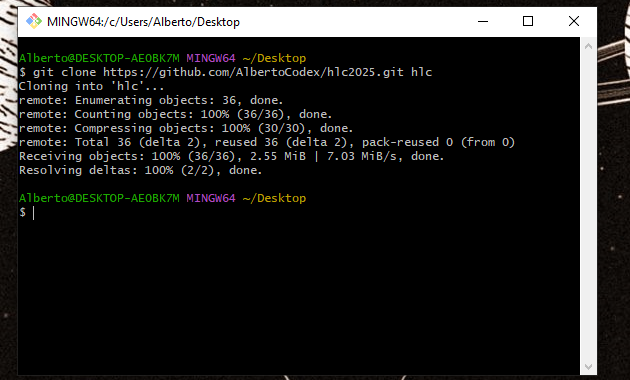 MINGW64:/c/Users/Alberto/Desktop
Alberto@DESKTOP-AEOBK7M MINGW64 ~/Desktop
$ git clone https://github.com/AlbertoCodex/hlc2025.git hlc
Cloning into 'hlc'...
remote: Enumerating objects: 36, done.
remote: Counting objects: 100% (36/36), done.
remote: Compressing objects: 100% (30/30), done.
remote: Total 36 (delta 2), reused 36 (delta 2), pack-reused 0 (from 0)
Receiving objects: 100% (36/36), 2.55 MiB | 7.03 MiB/s, done.
Resolving deltas: 100% (2/2), done.
Alberto@DESKTOP-AEOBK7M MINGW64 ~/Desktop
$